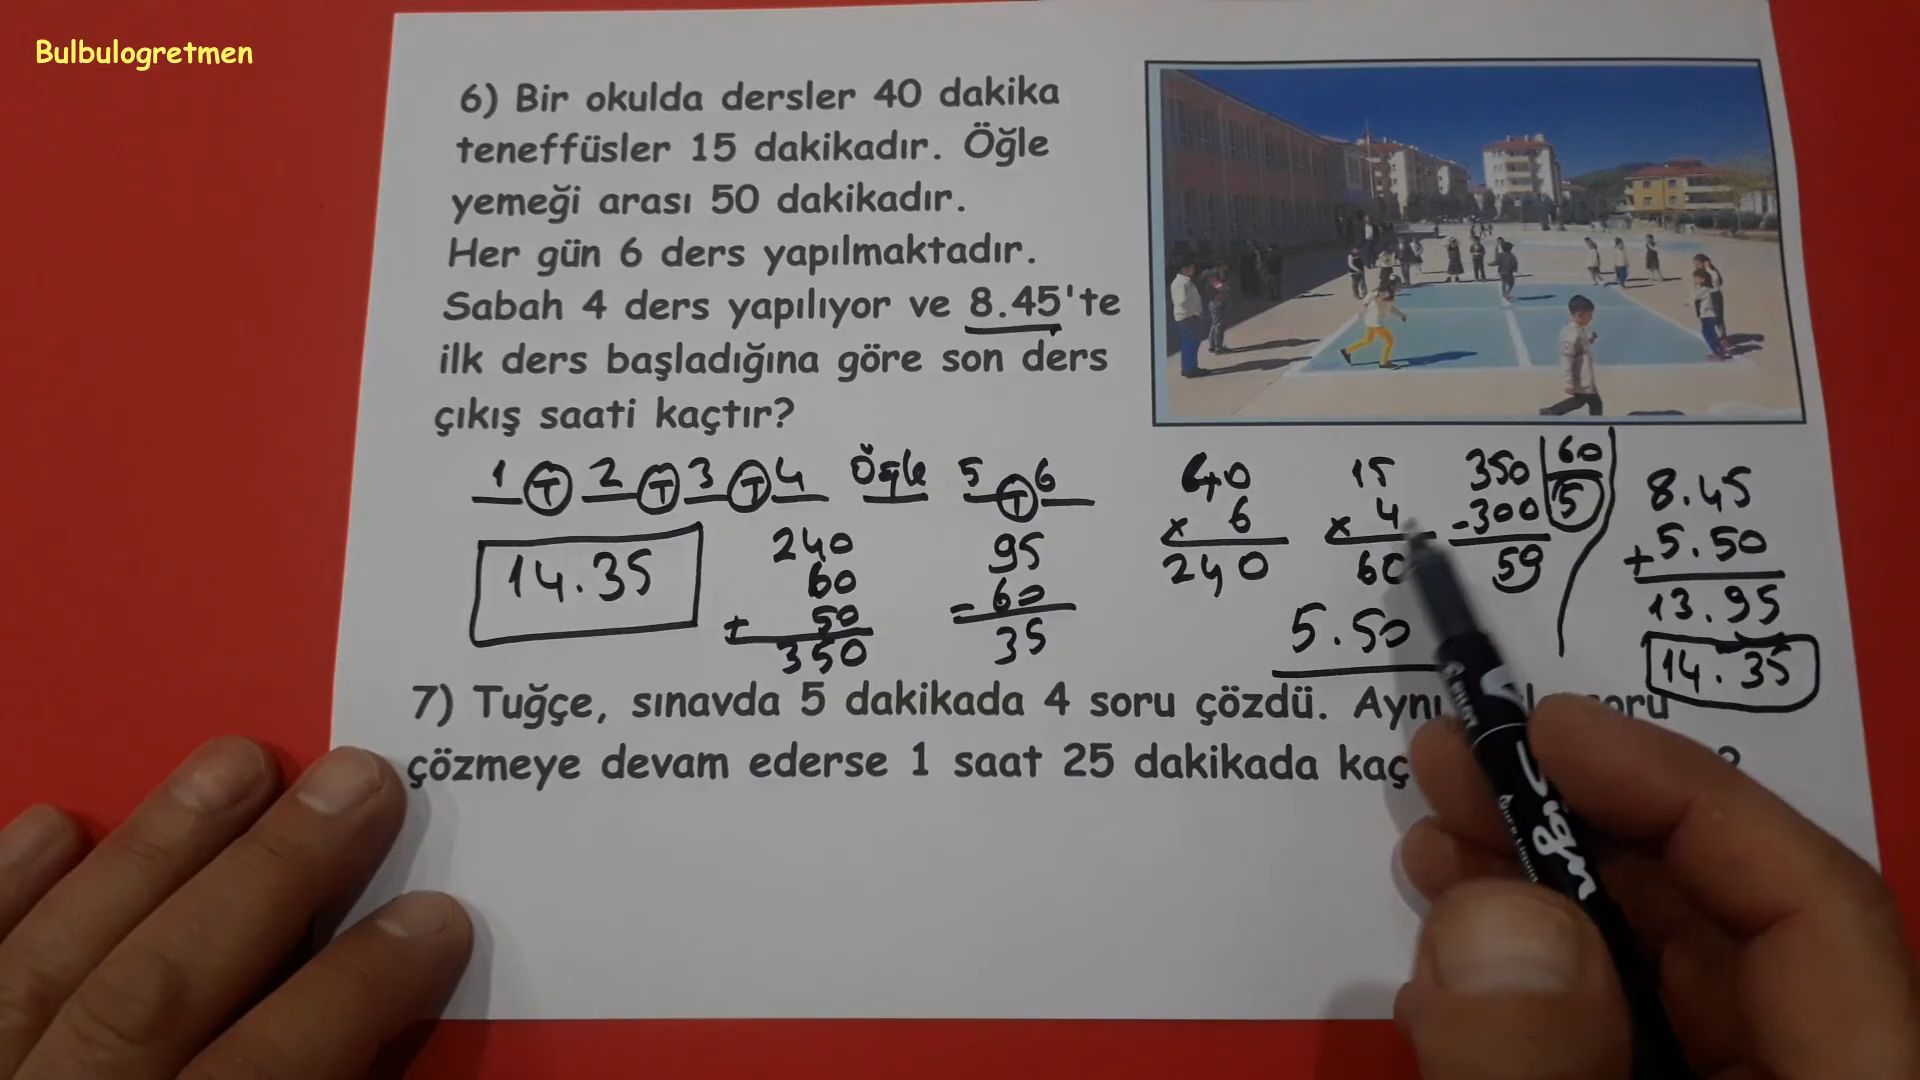 Bulbulogretmen
6) Bir okulda dersler 40 dakika
teneffüsler 15 dakikadır. Öğle
yemeği arası 50 dakikadır.
Her gün 6 ders yapılmaktadır.
Sabah 4 ders yapılıyor ve 8.45'te
ilk ders başladığına göre son ders
çıkış saati kaçtır?
1 T 2 T 3 T 4 Öğle 5 T 6
14.35
240
60
+ 50
350
95
- 60
35
40
x 6
240
15
x 4
60
350 60
-300 5
50
5.50
8.45
+5.50
13.95
14.35
7) Tuğçe, sınavda 5 dakikada 4 soru çözdü. Aynı
çözmeye devam ederse 1 saat 25 dakikada kaç ?